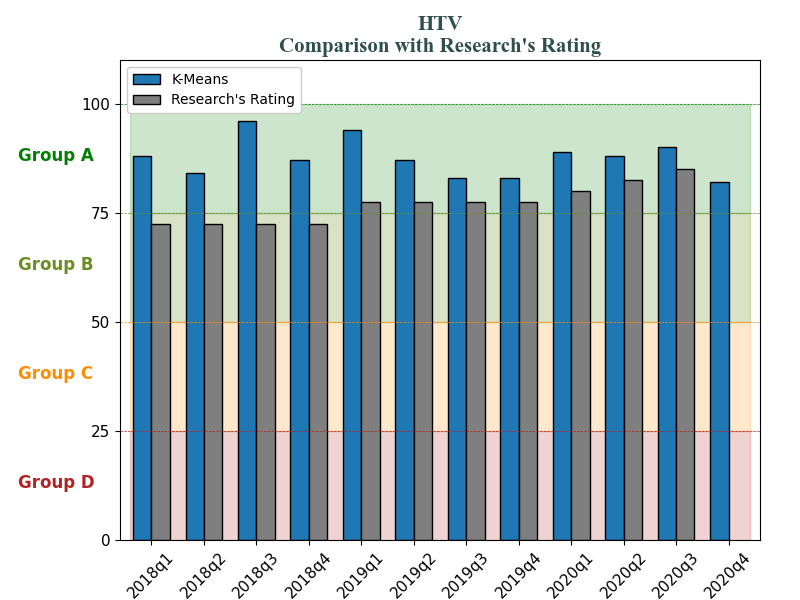 HTV
Comparison with Research's Rating
K-Means
Research's Rating
100
75
50
25
0
Group A
Group B
Group C
Group D
2018q1
2018q2
2018q3
2018q4
2019q1
2019q2
2019q3
2019q4
2020q1
2020q2
2020q3
2020q4